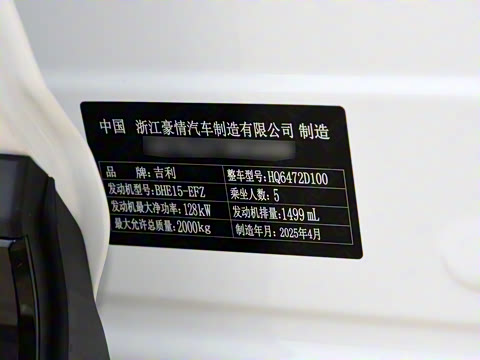 中国 浙江豪情汽车制造有限公司 制造
品 牌:吉利 整车型号:HQ6472D100
发动机型号:BHE15-EFZ 乘坐人数:5
发动机最大净功率:128kW 发动机排量:1499 mL
最大允许总质量:2000kg 制造年月:2025年4月